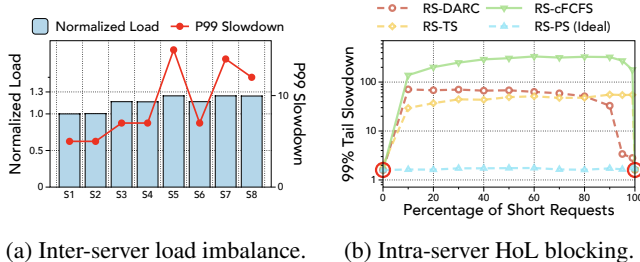 Normalized Load
P99 Slowdown
Normalized Load
1.3
1.0
0.5
0
P99 Slowdown
10
0
S1 S2 S3 S4 S5 S6 S7 S8
(a) Inter-server load imbalance.
RS-DARC
RS-cFCFS
RS-TS
RS-PS (Ideal)
99% Tail Slowdown
100
10
1
0 20 40 60 80 100
Percentage of Short Requests
(b) Intra-server HoL blocking.